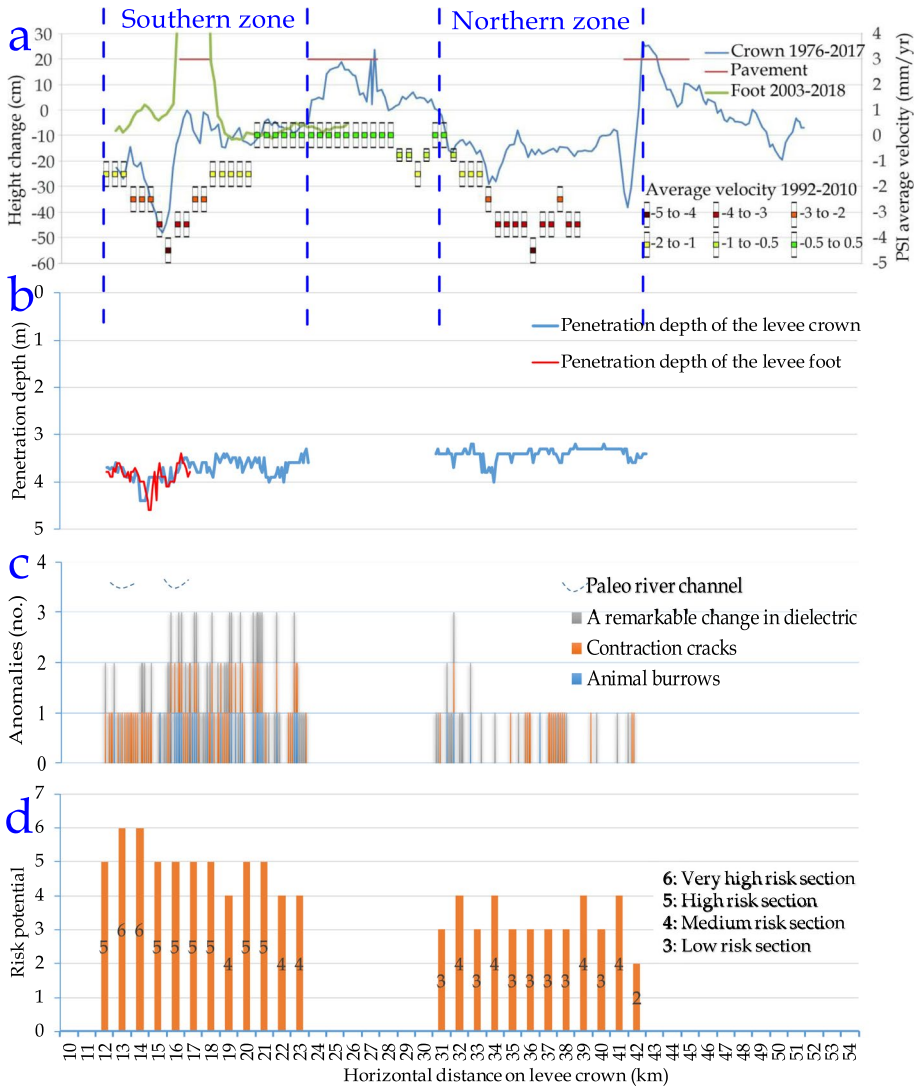 Southern zone
Northern zone
a
30
20
10
0
-10
-20
-30
-40
-50
-60
Height change (cm)
Crown 1976-2017
Pavement
Foot 2003-2018
Average velocity 1992-2010
-5 to -4
-4 to -3
-3 to -2
-2 to -1
-1 to -0.5
-0.5 to 0.5
4
3
2
1
0
-1
-2
-3
-4
-5
PSI average velocity (mm/yr)
b
0
1
2
3
4
5
Penetration depth (m)
Penetration depth of the levee crown
Penetration depth of the levee foot
c
4
3
2
1
0
Anomalies (no.)
Paleo river channel
A remarkable change in dielectric
Contraction cracks
Animal burrows
d
7
6
5
4
3
2
1
0
Risk potential
5 6 6 5 5 5 5 4 5 5 4 4 3 4 3 4 3 3 3 3 4 3 4 2
6: Very high risk section
5: High risk section
4: Medium risk section
3: Low risk section
10 11 12 13 14 15 16 17 18 19 20 21 22 23 24 25 26 27 28 29 30 31 32 33 34 35 36 37 38 39 40 41 42 43 44 45 46 47 48 49 50 51 52 53 54
Horizontal distance on levee crown (km)